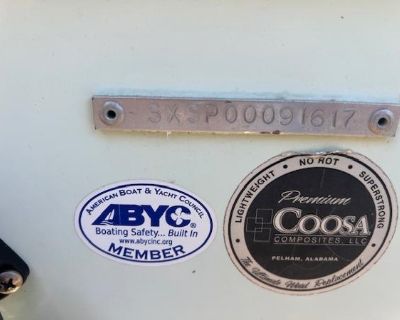 SXSP00091617
AMERICAN BOAT & YACHT COUNCIL
ABYC®
Boating Safety... Built In
www.abycinc.org
MEMBER
LIGHTWEIGHT • NO ROT • SUPERSTRONG
Premium
COOSA
COMPOSITES, LLC
PELHAM, ALABAMA
The Ultimate Wood Replacement